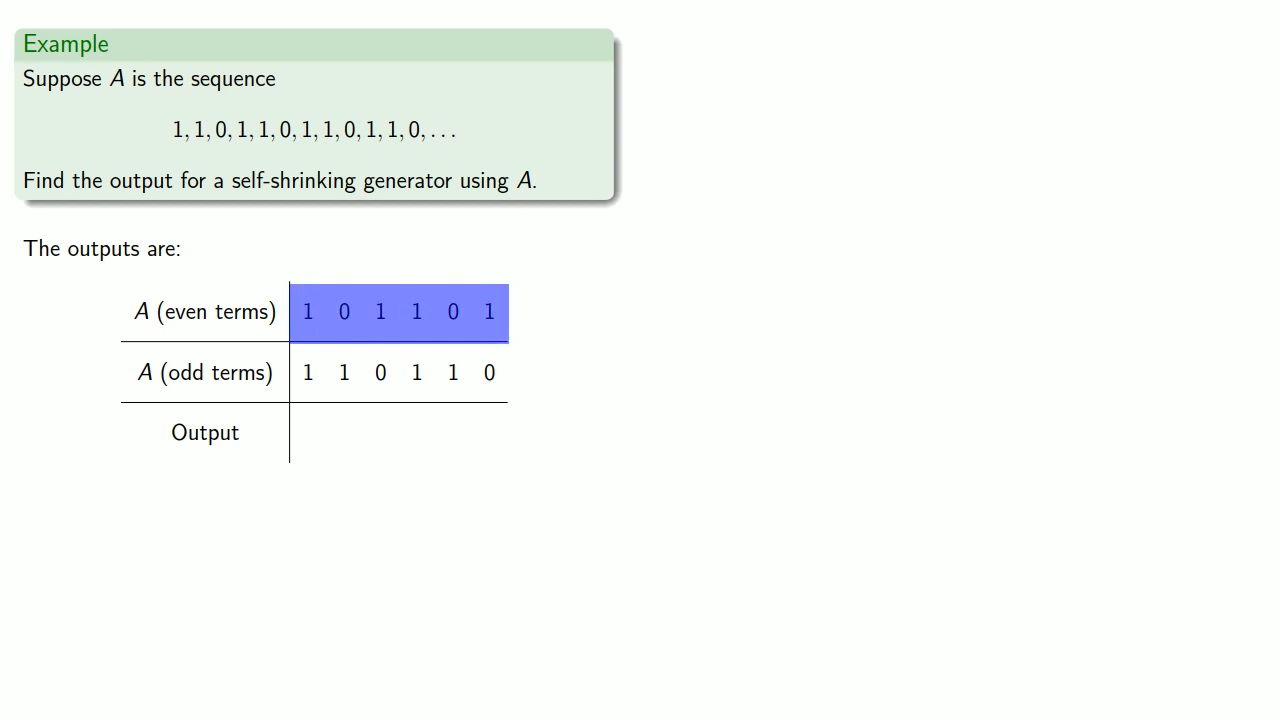 Example
Suppose A is the sequence
1, 1, 0, 1, 1, 0, 1, 1, 0, 1, 1, 0, . . .
Find the output for a self-shrinking generator using A.
The outputs are:
A (even terms) 1 0 1 1 0 1
A (odd terms) 1 1 0 1 1 0
Output